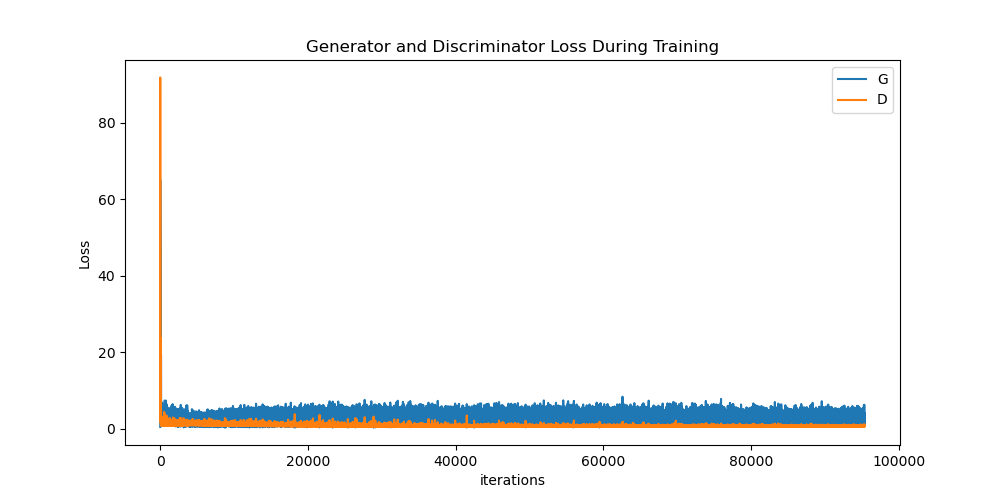 Generator and Discriminator Loss During Training
G
D
80
60
40
20
0
Loss
0 20000 40000 60000 80000 100000
iterations